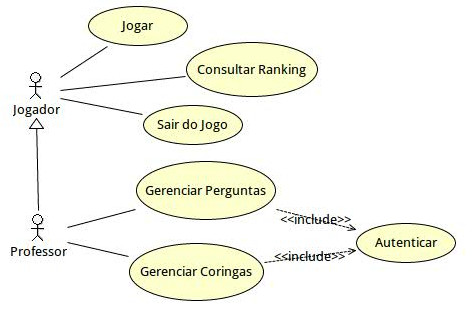 Jogar
Consultar Ranking
Jogador
Sair do Jogo
Gerenciar Perguntas
<<include>>
Professor
Autenticar
<<include>>
Gerenciar Coringas